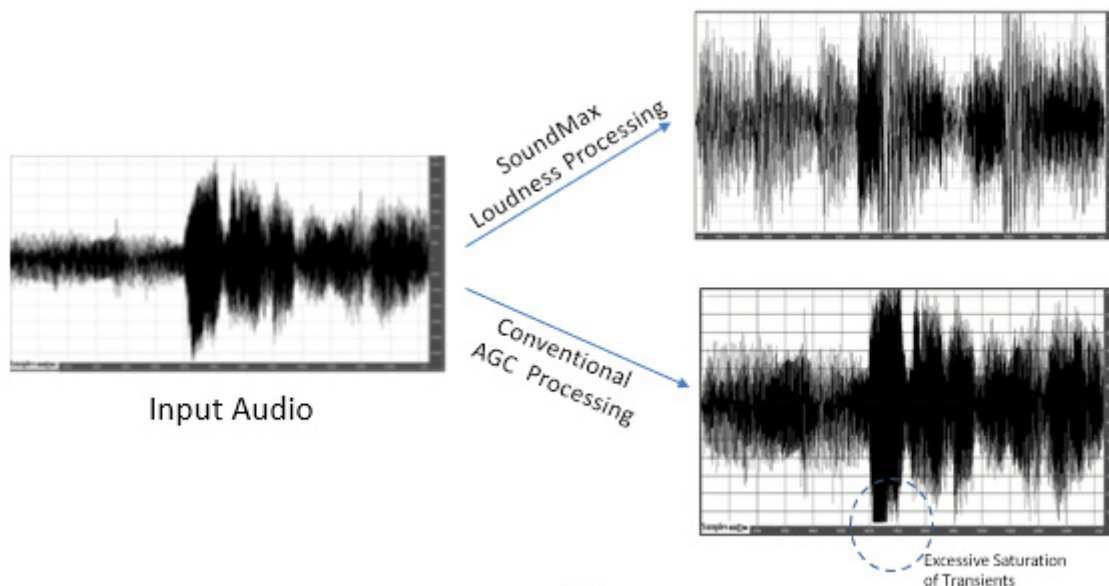 SoundMax
Loudness Processing
Input Audio
Conventional
AGC Processing
Excessive Saturation
of Transients